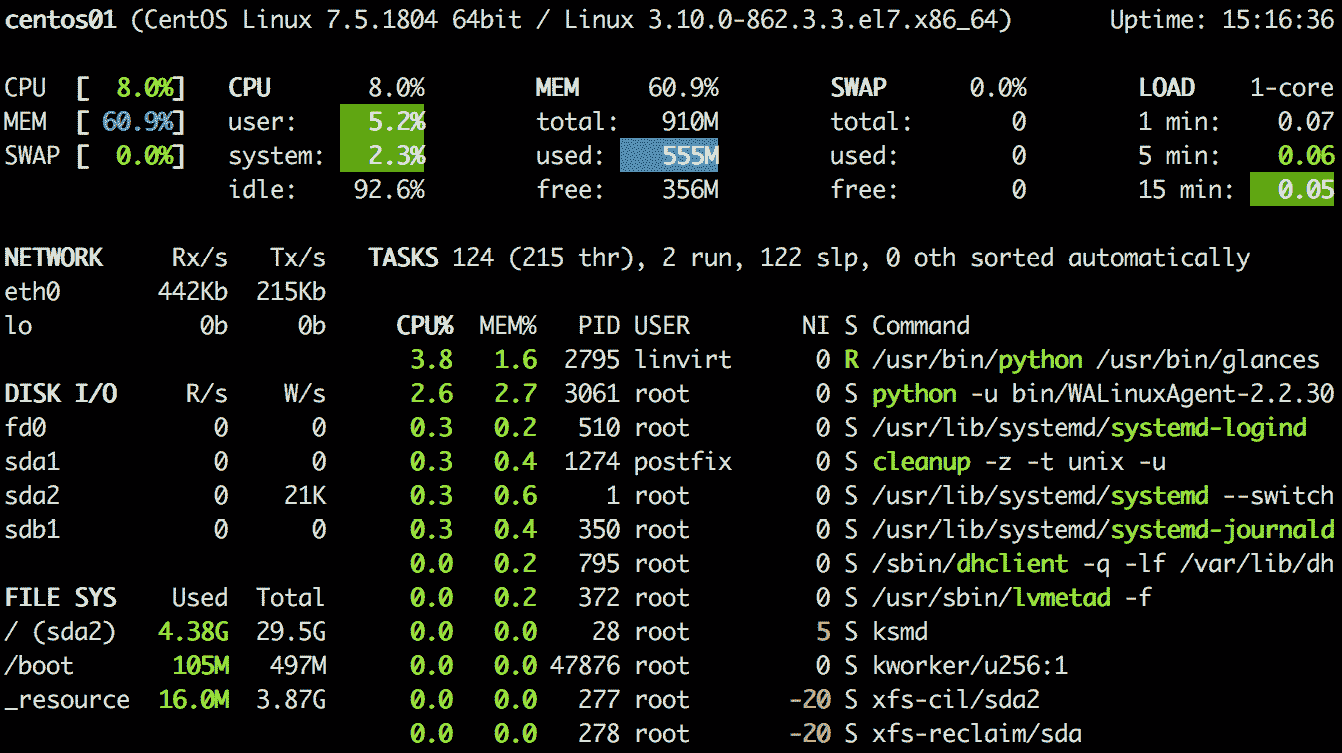 centos01 (CentOS Linux 7.5.1804 64bit / Linux 3.10.0-862.3.3.el7.x86_64) Uptime: 15:16:36
CPU [ 8.0%] CPU 8.0% MEM 60.9% SWAP 0.0% LOAD 1-core
MEM [ 60.9%] user: 5.2% total: 910M total: 0 1 min: 0.07
SWAP [ 0.0%] system: 2.3% used: 555M used: 0 5 min: 0.06
idle: 92.6% free: 356M free: 0 15 min: 0.05
NETWORK Rx/s Tx/s TASKS 124 (215 thr), 2 run, 122 slp, 0 oth sorted automatically
eth0 442Kb 215Kb
lo 0b 0b CPU% MEM% PID USER NI S Command
3.8 1.6 2795 linvirt 0 R /usr/bin/python /usr/bin/glances
DISK I/O R/s W/s 2.6 2.7 3061 root 0 S python -u bin/WALinuxAgent-2.2.30
fd0 0 0 0.3 0.2 510 root 0 S /usr/lib/systemd/systemd-logind
sda1 0 0 0.3 0.4 1274 postfix 0 S cleanup -z -t unix -u
sda2 0 21K 0.3 0.6 1 root 0 S /usr/lib/systemd/systemd --switch
sdb1 0 0 0.3 0.4 350 root 0 S /usr/lib/systemd/systemd-journald
0.0 0.2 795 root 0 S /sbin/dhclient -q -lf /var/lib/dh
FILE SYS Used Total 0.0 0.2 372 root 0 S /usr/sbin/lvmetad -f
/ (sda2) 4.38G 29.5G 0.0 0.0 28 root 5 S ksmd
/boot 105M 497M 0.0 0.0 47876 root 0 S kworker/u256:1
_resource 16.0M 3.87G 0.0 0.0 277 root -20 S xfs-cil/sda2
0.0 0.0 278 root -20 S xfs-reclaim/sda